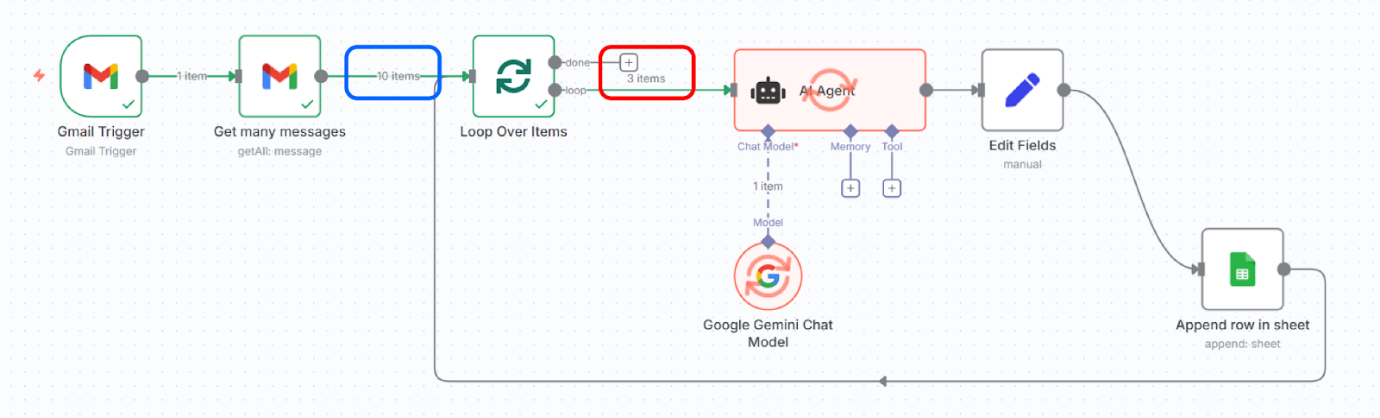 1 item
10 items
done
3 items
loop
AI Agent
Gmail Trigger
Gmail Trigger
Get many messages
getAll: message
Loop Over Items
Chat Model*
Memory
Tool
Edit Fields
manual
1 item
Model
Google Gemini Chat
Model
Append row in sheet
append: sheet